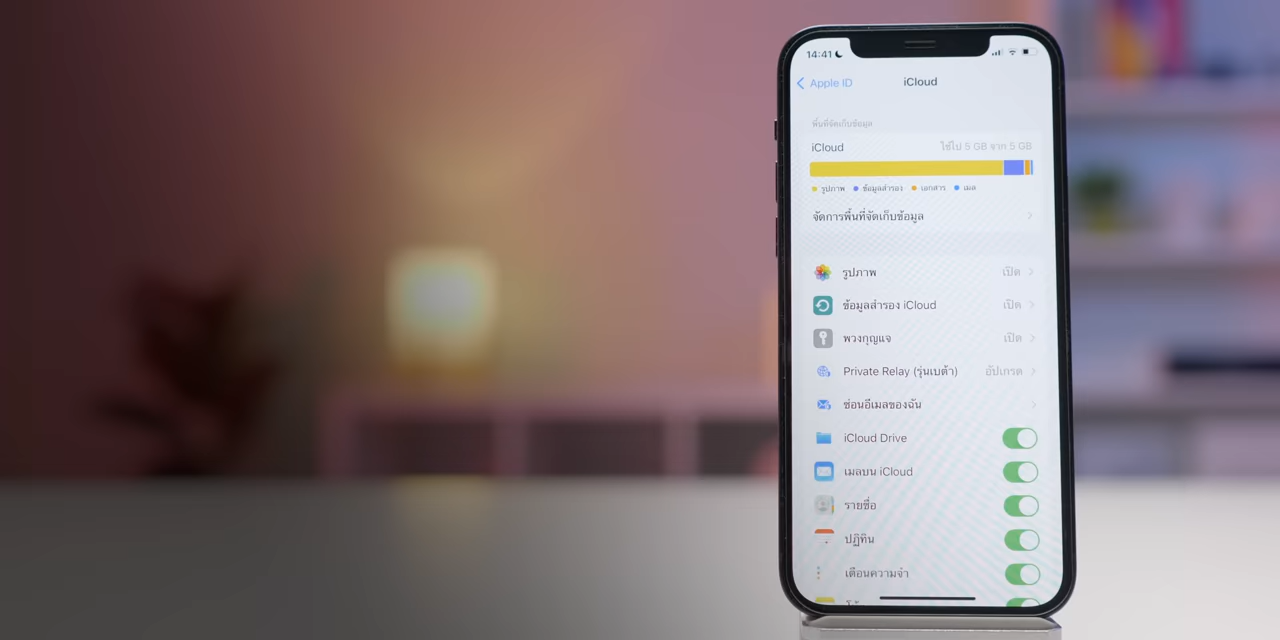 14:41
Apple ID
iCloud
พื้นที่จัดเก็บข้อมูล
iCloud ใช้ไป 5 GB จาก 5 GB
รูปภาพ ข้อมูลสำรอง เอกสาร เมล
จัดการพื้นที่จัดเก็บข้อมูล
รูปภาพ เปิด
ข้อมูลสำรอง iCloud เปิด
พวงกุญแจ เปิด
Private Relay (รุ่นเบต้า) อัปเกรด
ซ่อนอีเมลของฉัน
iCloud Drive
เมลบน iCloud
รายชื่อ
ปฏิทิน
เตือนความจำ